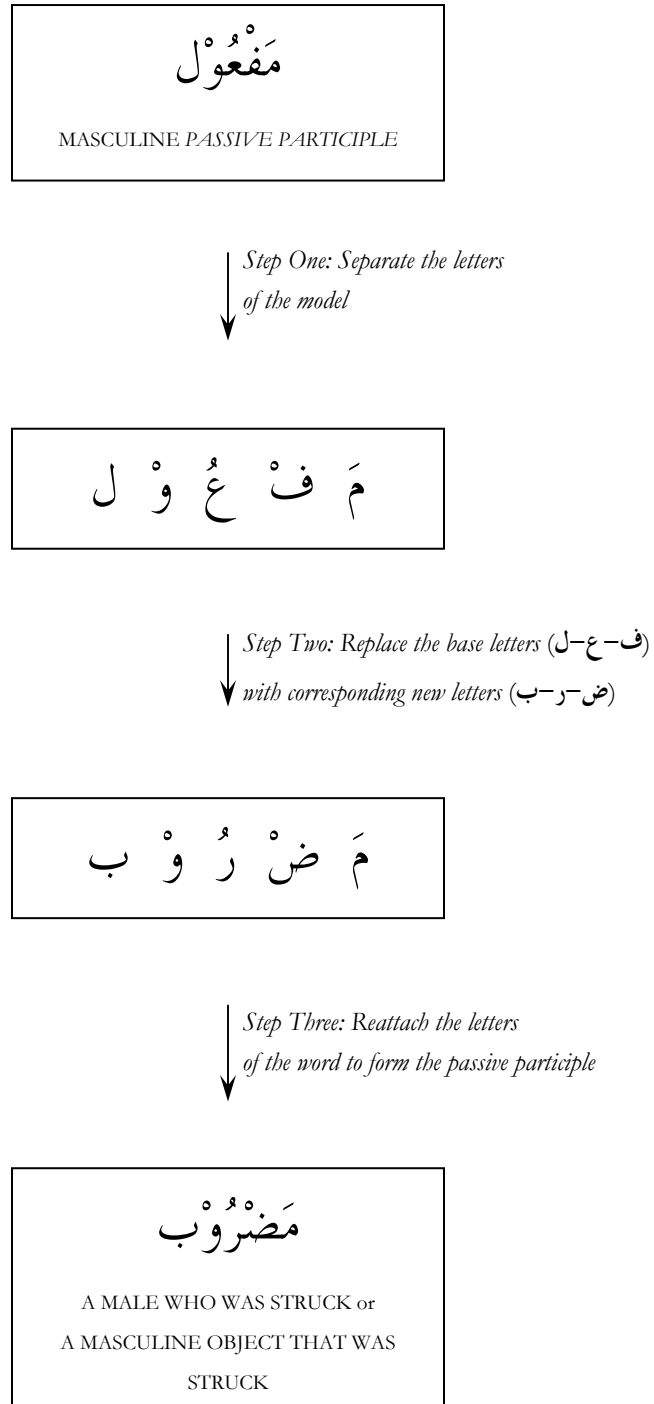 مَفْعُوْل
MASCULINE PASSIVE PARTICIPLE
Step One: Separate the letters
of the model
مَ فْ عُ وْ ل
Step Two: Replace the base letters (ف–ع–ل)
with corresponding new letters (ض–ر–ب)
مَ ضْ رُ وْ ب
Step Three: Reattach the letters
of the word to form the passive participle
مَضْرُوْب
A MALE WHO WAS STRUCK or
A MASCULINE OBJECT THAT WAS
STRUCK